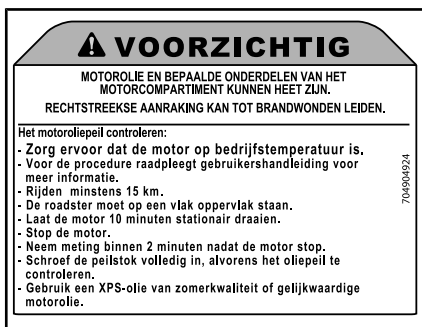 VOORZICHTIG
MOTOROLIE EN BEPAALDE ONDERDELEN VAN HET
MOTORCOMPARTIMENT KUNNEN HEET ZIJN.
RECHTSTREEKSE AANRAKING KAN TOT BRANDWONDEN LEIDEN.
Het motoroliepeil controleren:
- Zorg ervoor dat de motor op bedrijfstemperatuur is.
- Voor de procedure raadpleegt gebruikershandleiding voor
meer informatie.
- Rijden minstens 15 km.
- De roadster moet op een vlak oppervlak staan.
- Laat de motor 10 minuten stationair draaien.
- Stop de motor.
- Neem meting binnen 2 minuten nadat de motor stop.
- Schroef de peilstok volledig in, alvorens het oliepeil te
controleren.
- Gebruik een XPS-olie van zomerkwaliteit of gelijkwaardige
motorolie.
704904924